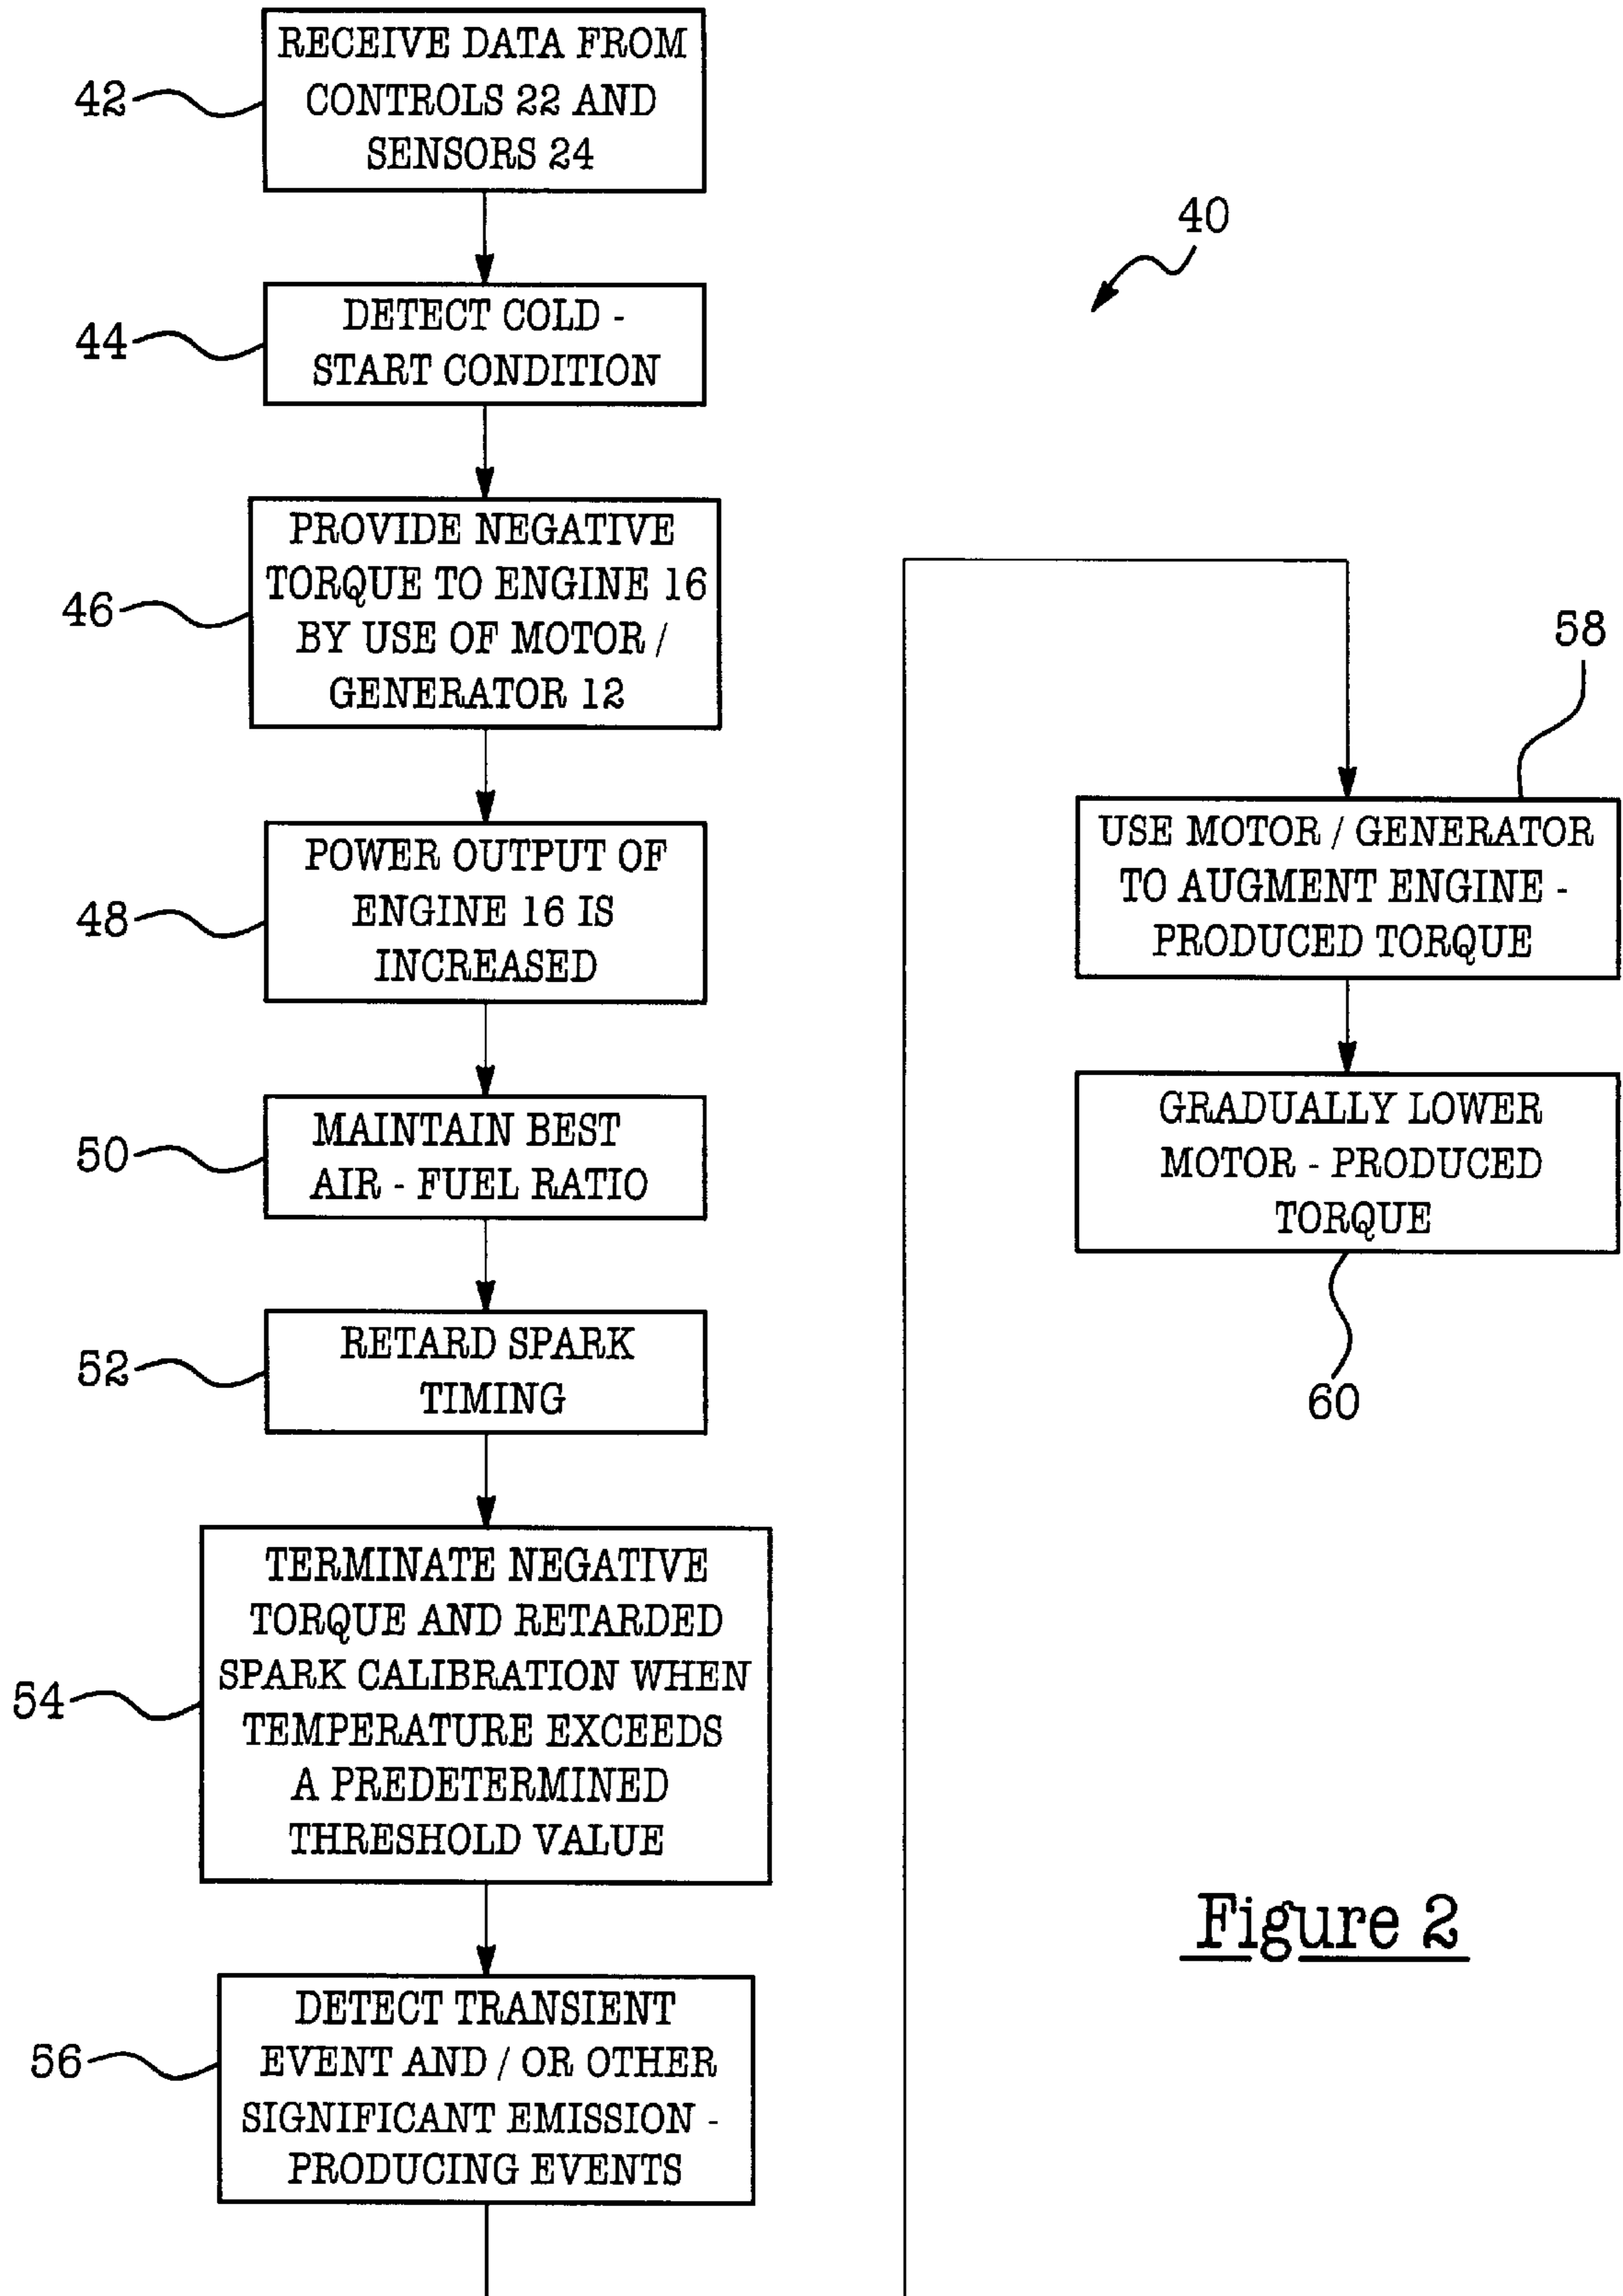 42
RECEIVE DATA FROM
CONTROLS 22 AND
SENSORS 24
40
44
DETECT COLD -
START CONDITION
46
PROVIDE NEGATIVE
TORQUE TO ENGINE 16
BY USE OF MOTOR /
GENERATOR 12
48
POWER OUTPUT OF
ENGINE 16 IS
INCREASED
50
MAINTAIN BEST
AIR - FUEL RATIO
52
RETARD SPARK
TIMING
54
TERMINATE NEGATIVE
TORQUE AND RETARDED
SPARK CALIBRATION WHEN
TEMPERATURE EXCEEDS
A PREDETERMINED
THRESHOLD VALUE
56
DETECT TRANSIENT
EVENT AND / OR OTHER
SIGNIFICANT EMISSION -
PRODUCING EVENTS
58
USE MOTOR / GENERATOR
TO AUGMENT ENGINE -
PRODUCED TORQUE
GRADUALLY LOWER
MOTOR - PRODUCED
TORQUE
60
Figure 2